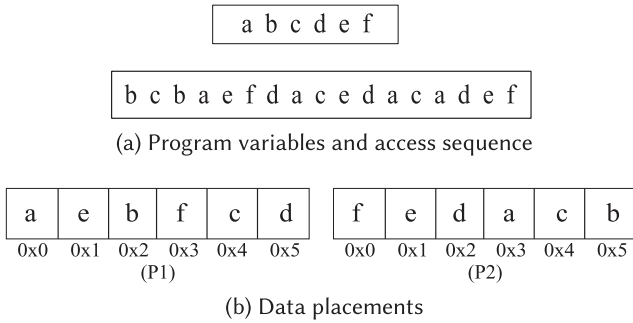 a b c d e f
b c b a e f d a c e d a c a d e f
(a) Program variables and access sequence
a e b f c d f e d a c b
0x0 0x1 0x2 0x3 0x4 0x5 0x0 0x1 0x2 0x3 0x4 0x5
(P1) (P2)
(b) Data placements